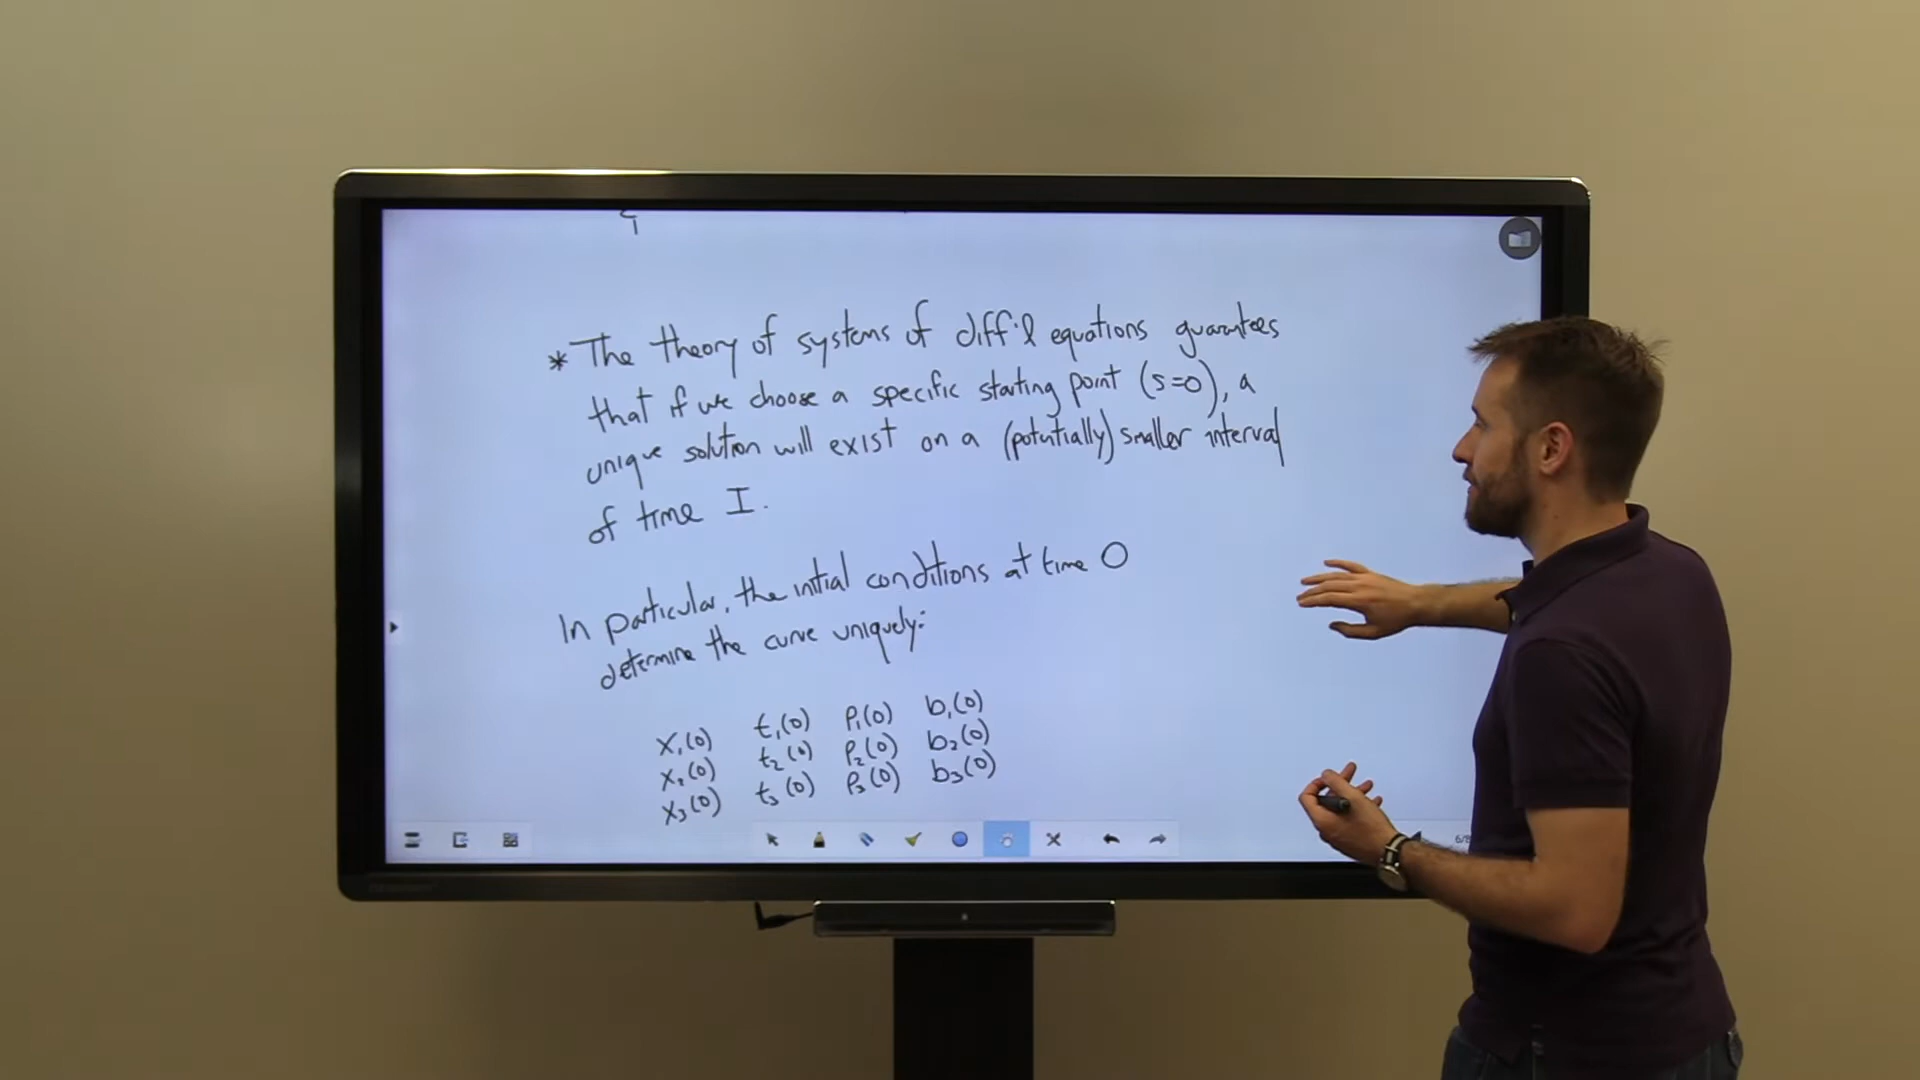 * The theory of systems of diff'l equations guarantees
that if we choose a specific starting point (s=0), a
unique solution will exist on a (potentially) smaller interval
of time I.
In particular, the initial conditions at time 0
determine the curve uniquely:
x₁(0) t₁(0) p₁(0) b₁(0)
x₂(0) t₂(0) p₂(0) b₂(0)
x₃(0) t₃(0) p₃(0) b₃(0)